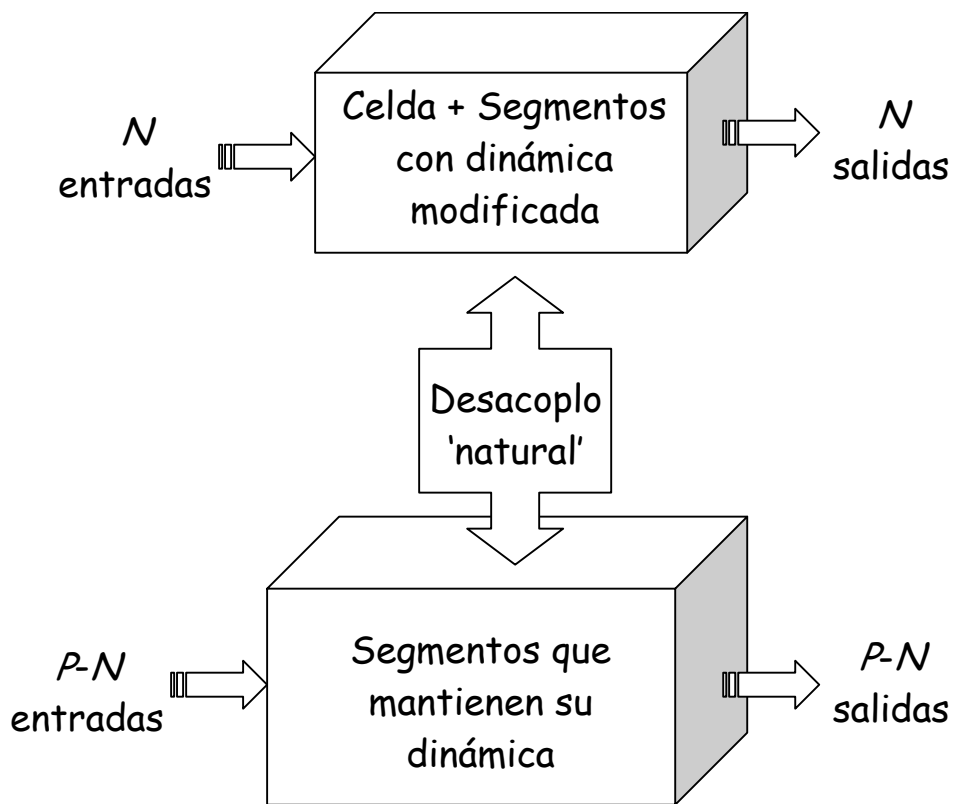 N
entradas
Celda + Segmentos
con dinámica
modificada
N
salidas
Desacoplo
‘natural’
P-N
entradas
Segmentos que
mantienen su
dinámica
P-N
salidas